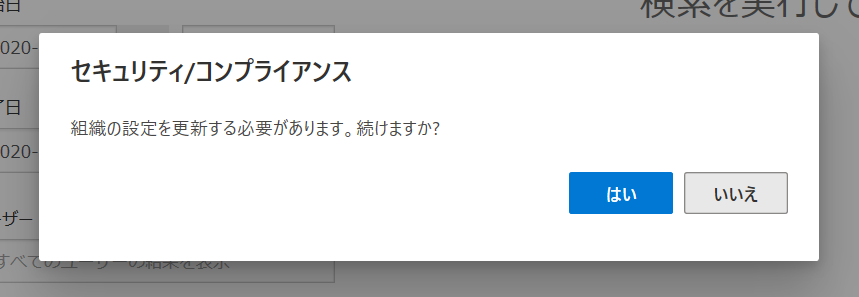 始日
検索を実行して
2020-
セキュリティ/コンプライアンス
組織の設定を更新する必要があります。続けますか?
了日
2020-
はい
いいえ
ーザー
すべてのユーザーの結果を表示